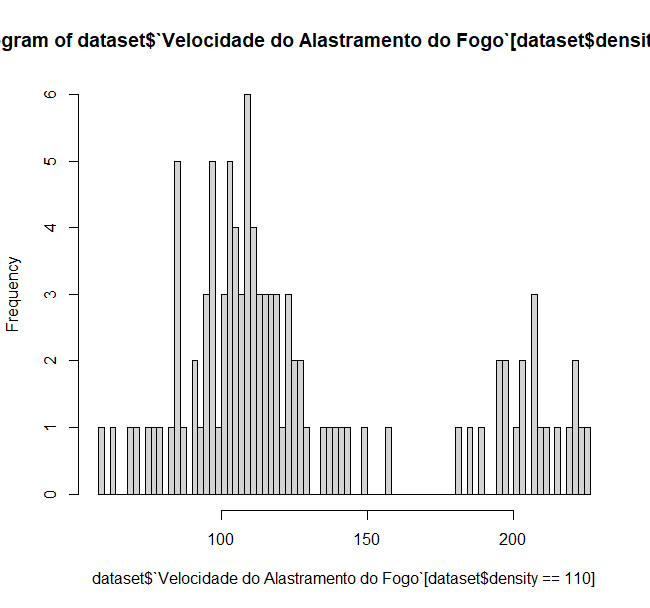 egram of dataset$`Velocidade do Alastramento do Fogo`[dataset$densit
6
5
4
3
2
1
0
Frequency
100 150 200
dataset$`Velocidade do Alastramento do Fogo`[dataset$density == 110]